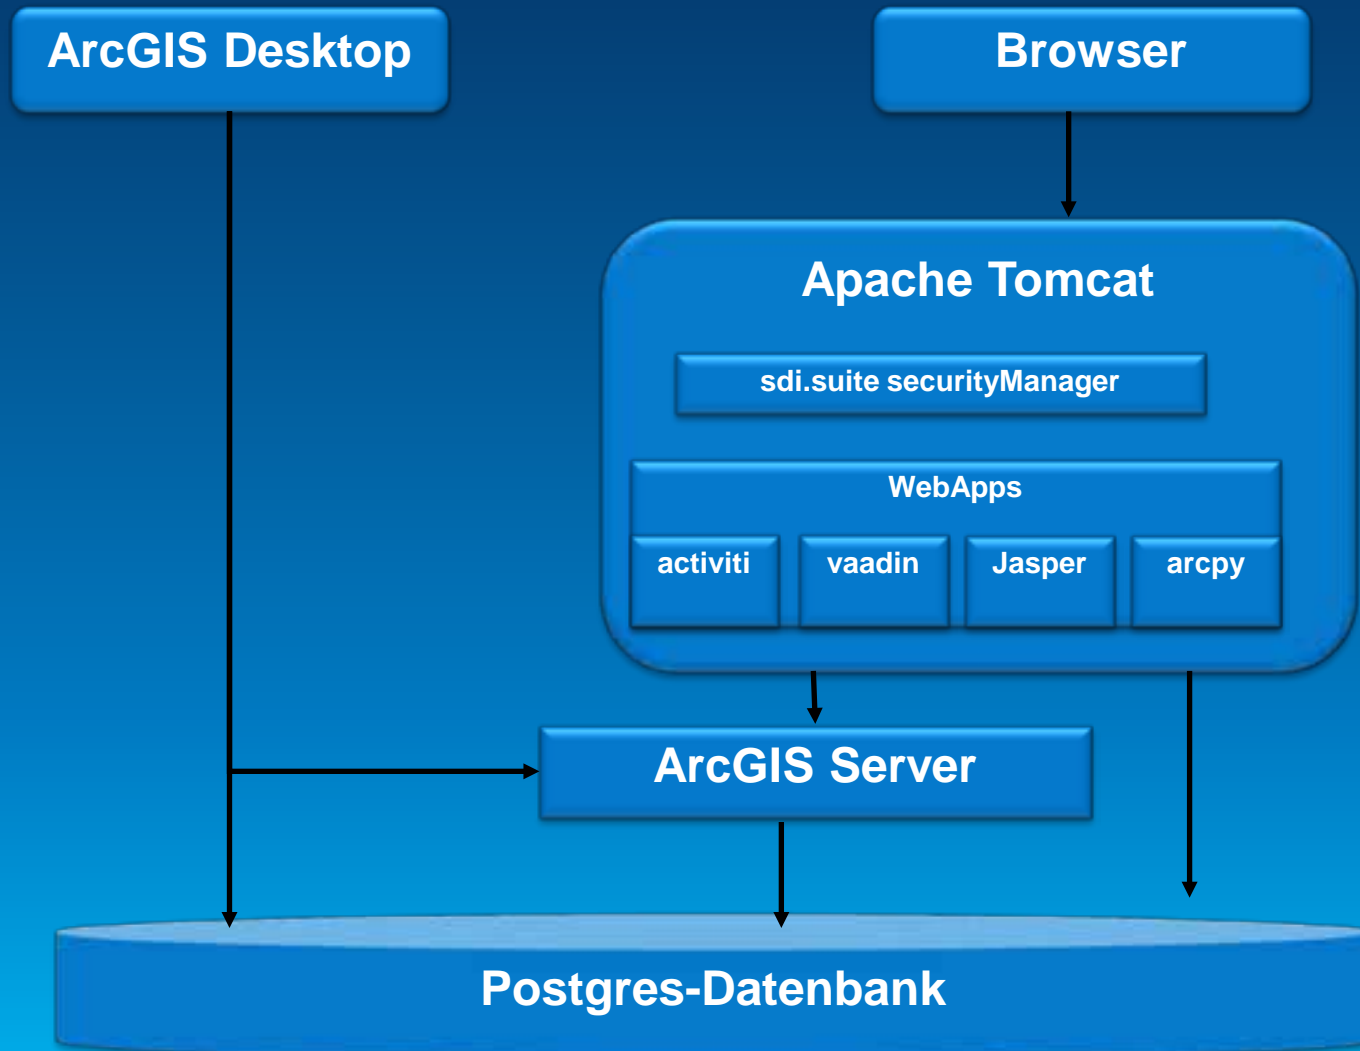 ArcGIS Desktop
Browser
Apache Tomcat
sdi.suite securityManager
WebApps
activiti
vaadin
Jasper
arcpy
ArcGIS Server
Postgres-Datenbank